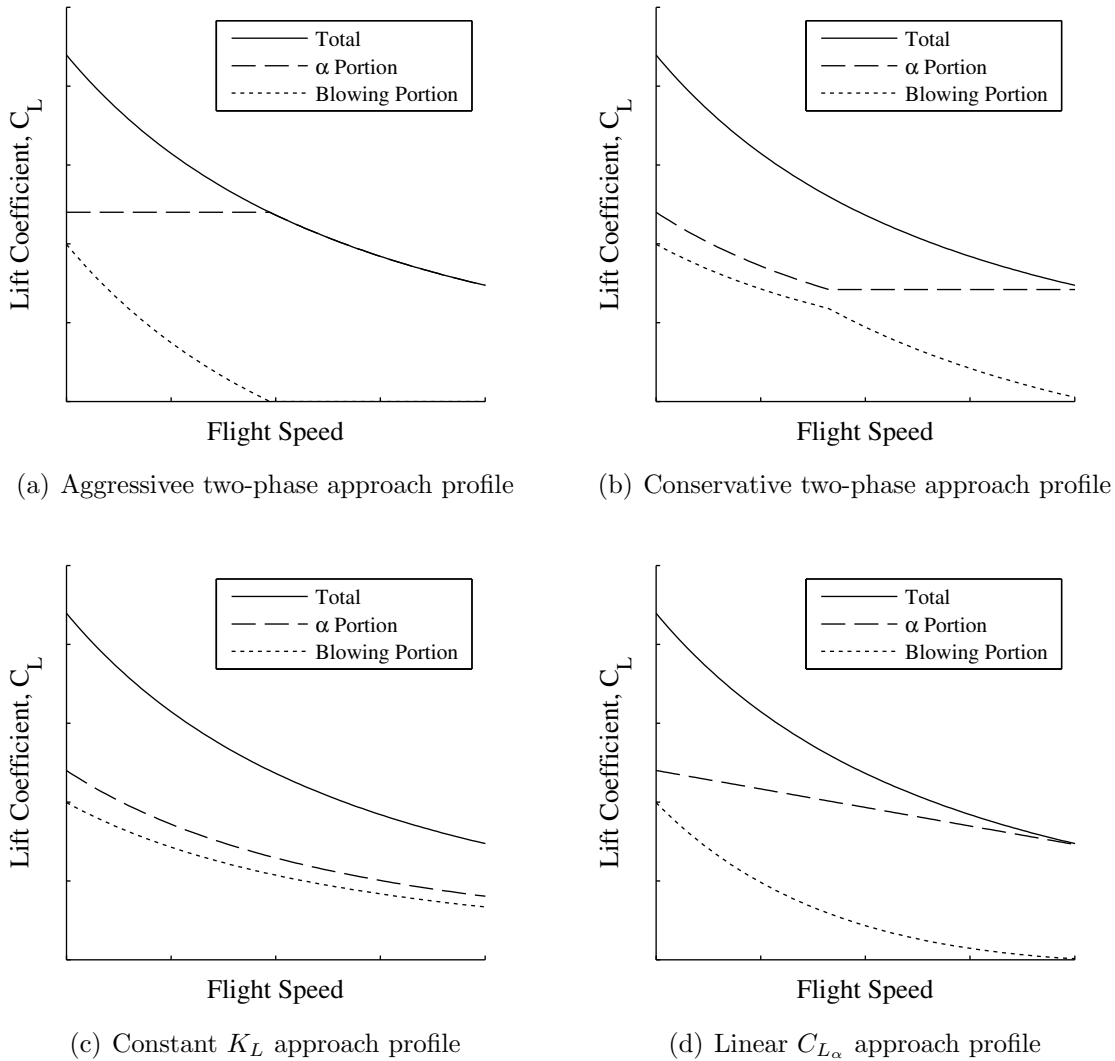 Total
α Portion
Blowing Portion
Lift Coefficient, C_L
Flight Speed
(a) Aggressivee two-phase approach profile
Total
α Portion
Blowing Portion
Lift Coefficient, C_L
Flight Speed
(b) Conservative two-phase approach profile
Total
α Portion
Blowing Portion
Lift Coefficient, C_L
Flight Speed
(c) Constant K_L approach profile
Total
α Portion
Blowing Portion
Lift Coefficient, C_L
Flight Speed
(d) Linear C_{L_α} approach profile